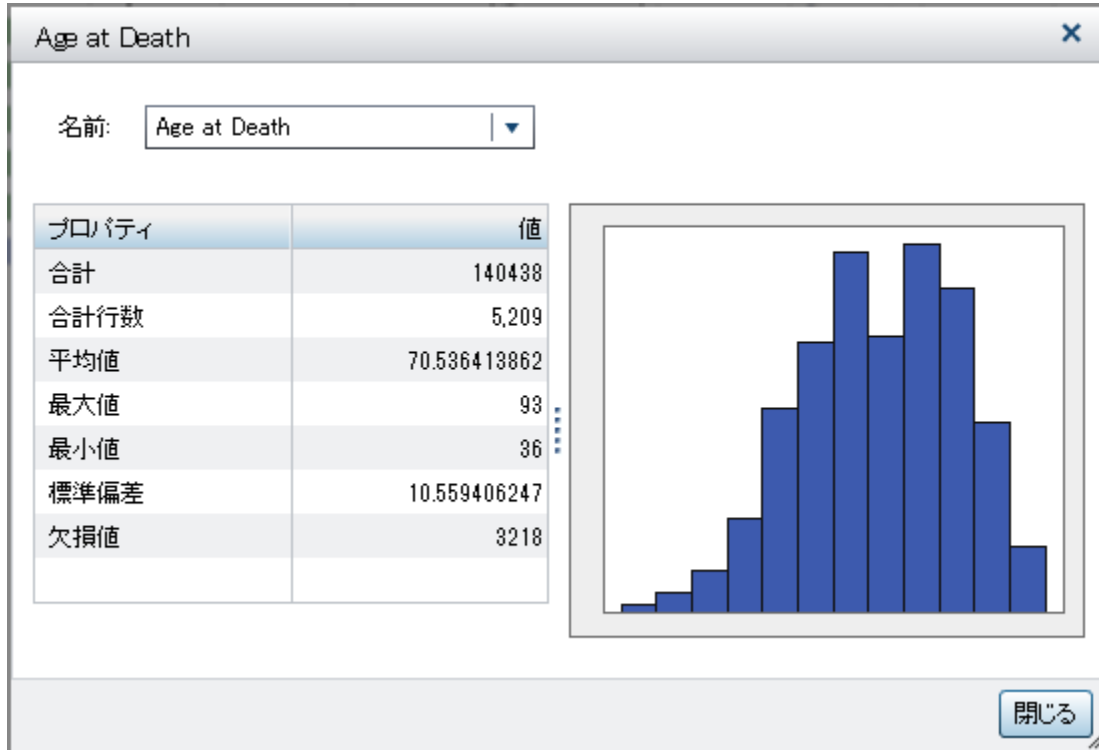 Age at Death
名前: Age at Death
プロパティ 値
合計 140438
合計行数 5,209
平均値 70.536413862
最大値 93
最小値 36
標準偏差 10.559406247
欠損値 3218
閉じる